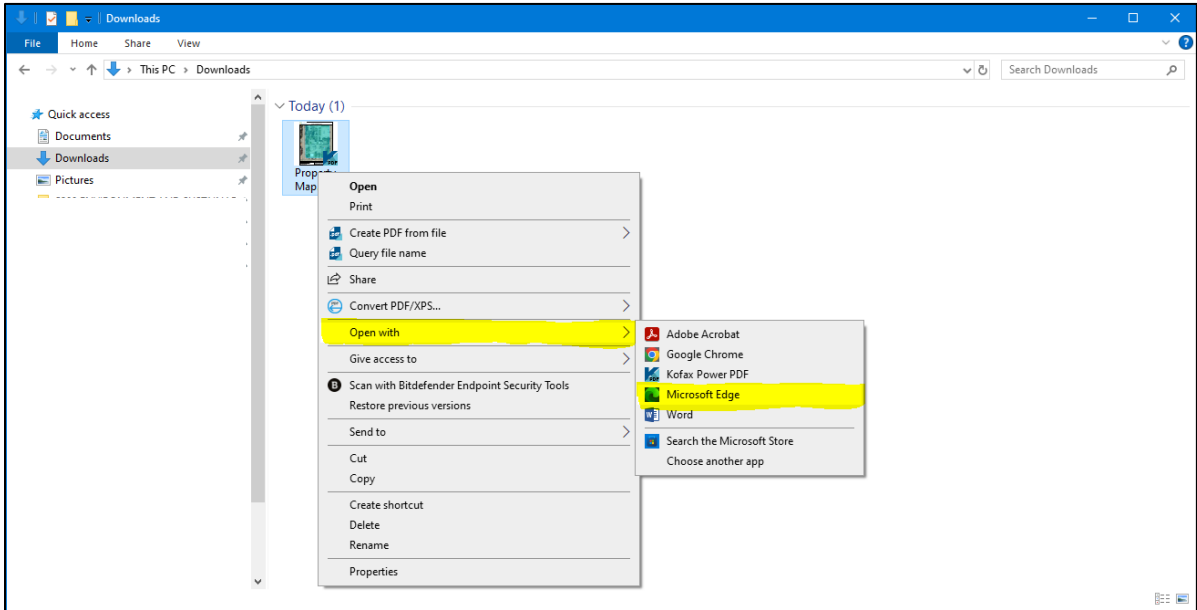 Downloads
File Home Share View
This PC > Downloads
Search Downloads
Quick access
Documents
Downloads
Pictures
Today (1)
PDF
Map
Open
Print
Create PDF from file
Query file name
Share
Convert PDF/XPS...
Open with
Give access to
Scan with Bitdefender Endpoint Security Tools
Restore previous versions
Send to
Cut
Copy
Create shortcut
Delete
Rename
Properties
Adobe Acrobat
Google Chrome
Kofax Power PDF
Microsoft Edge
Word
Search the Microsoft Store
Choose another app